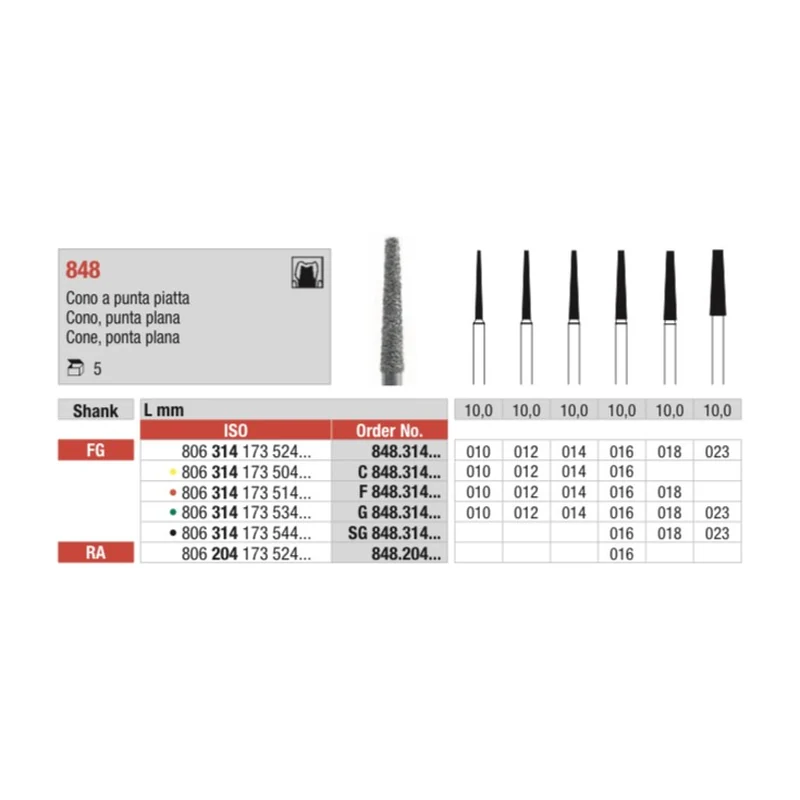 848
Cono a punta piatta
Cono, punta plana
Cone, ponta plana
5
Shank L mm 10,0 10,0 10,0 10,0 10,0 10,0
ISO Order No.
FG 806 314 173 524... 848.314... 010 012 014 016 018 023
806 314 173 504... C 848.314... 010 012 014 016
806 314 173 514... F 848.314... 010 012 014 016 018
806 314 173 534... G 848.314... 010 012 014 016 018 023
806 314 173 544... SG 848.314... 016 018 023
RA 806 204 173 524... 848.204... 016